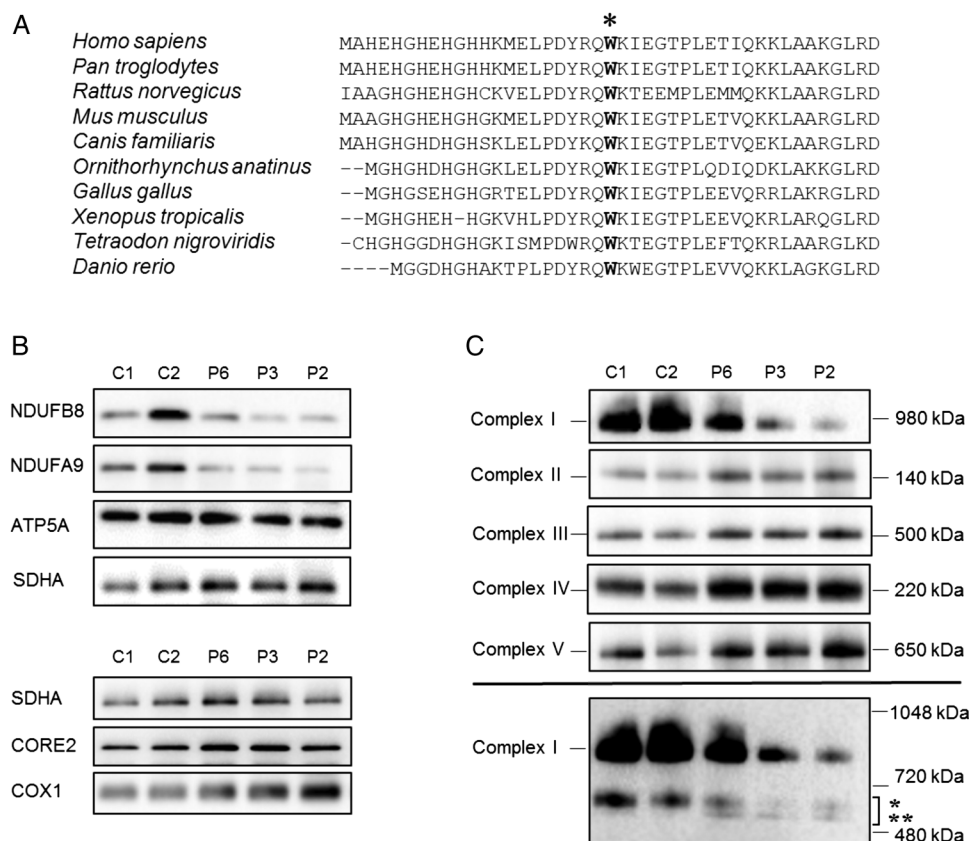 A
*
Homo sapiens MAHEHGHEHGHHKMELPDYRQWKIEGTPLETIQKKLAAKGLRD
Pan troglodytes MAHEHGHEHGHHKMELPDYRQWKIEGTPLETIQKKLAAKGLRD
Rattus norvegicus IAAGHGHEHGHCKVELPDYRQWKTEEMPLEMMQKKLAARGLRD
Mus musculus MAAGHGHEHGHGKMELPDYRQWKIEGTPLETVQKKLAARGLRD
Canis familiaris MAHGHGHDHGHSKLELPDYKQWKIEGTPLETVQEKLAARGLRD
Ornithorhynchus anatinus --MGHGHDHGHGKLELPDYRQWKIEGTPLQDIQDKLAAKGLRD
Gallus gallus --MGHGSEHGHGRTELPDYRQWKIEGTPLEEVQRRLAAKGLRD
Xenopus tropicalis --MGHGHEH-HGKVHLPDYRQWKIEGTPLEEVQKRLARQGLRD
Tetraodon nigroviridis -CHGHGGDHGHGKISMPDWRQWKTEGTPLEFTQKRLAARGLKD
Danio rerio ----MGGDHGHAKTPLPDYRQWKWEGTPLEVVQKKLAGKGLRD
B
C1 C2 P6 P3 P2
NDUFB8
NDUFA9
ATP5A
SDHA
C1 C2 P6 P3 P2
SDHA
CORE2
COX1
C
C1 C2 P6 P3 P2
Complex I 980 kDa
Complex II 140 kDa
Complex III 500 kDa
Complex IV 220 kDa
Complex V 650 kDa
1048 kDa
Complex I
720 kDa
*
**
480 kDa